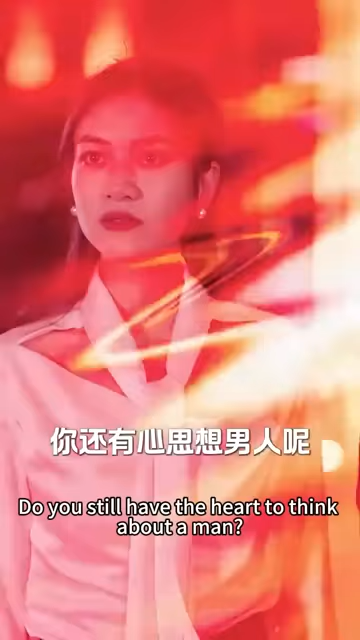 你还有心思想男人呢
Do you still have the heart to think
about a man?